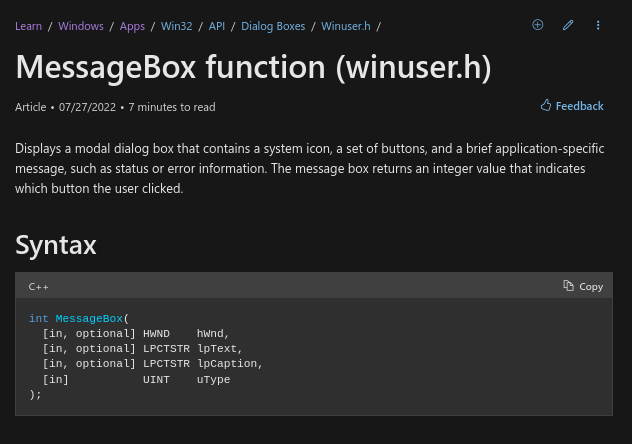 Learn / Windows / Apps / Win32 / API / Dialog Boxes / Winuser.h /
MessageBox function (winuser.h)
Article • 07/27/2022 • 7 minutes to read
Feedback
Displays a modal dialog box that contains a system icon, a set of buttons, and a brief application-specific
message, such as status or error information. The message box returns an integer value that indicates
which button the user clicked.
Syntax
C++
Copy
int MessageBox(
  [in, optional] HWND    hWnd,
  [in, optional] LPCTSTR lpText,
  [in, optional] LPCTSTR lpCaption,
  [in]           UINT    uType
);